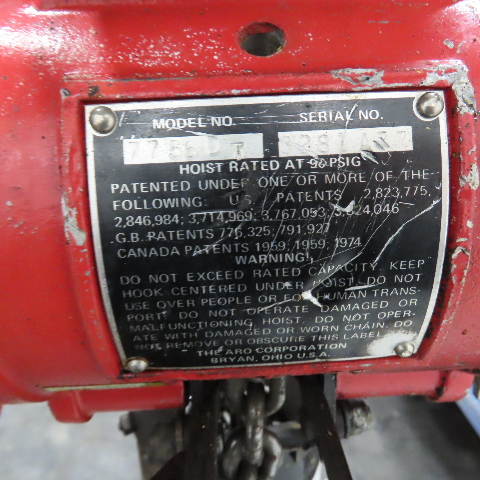 MODEL NO. SERIAL NO.
HOIST RATED AT 90 PSIG
PATENTED UNDER ONE OR MORE OF THE
FOLLOWING: U.S. PATENTS 2,823,775,
2,846,984; 3,714,969; 3,767,053; 3,824,046
G.B. PATENTS 775,325; 791,927
CANADA PATENTS 1959; 1959; 1974
WARNING!
DO NOT EXCEED RATED CAPACITY. KEEP
HOOK CENTERED UNDER HOIST. DO NOT
USE OVER PEOPLE OR FOR HUMAN TRANS-
PORT. DO NOT OPERATE DAMAGED OR
MALFUNCTIONING HOIST. DO NOT OPER-
ATE WITH DAMAGED OR WORN CHAIN. DO
NOT REMOVE OR OBSCURE THIS LABEL
THE ARO CORPORATION
BRYAN, OHIO U.S.A.